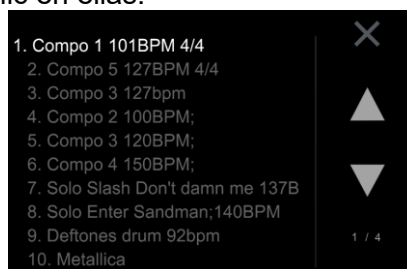 1. Compo 1 101BPM 4/4
2. Compo 5 127BPM 4/4
3. Compo 3 127bpm
4. Compo 2 100BPM;
5. Compo 3 120BPM;
6. Compo 4 150BPM;
7. Solo Slash Don't damn me 137B
8. Solo Enter Sandman;140BPM
9. Deftones drum 92bpm
10. Metallica
1 / 4